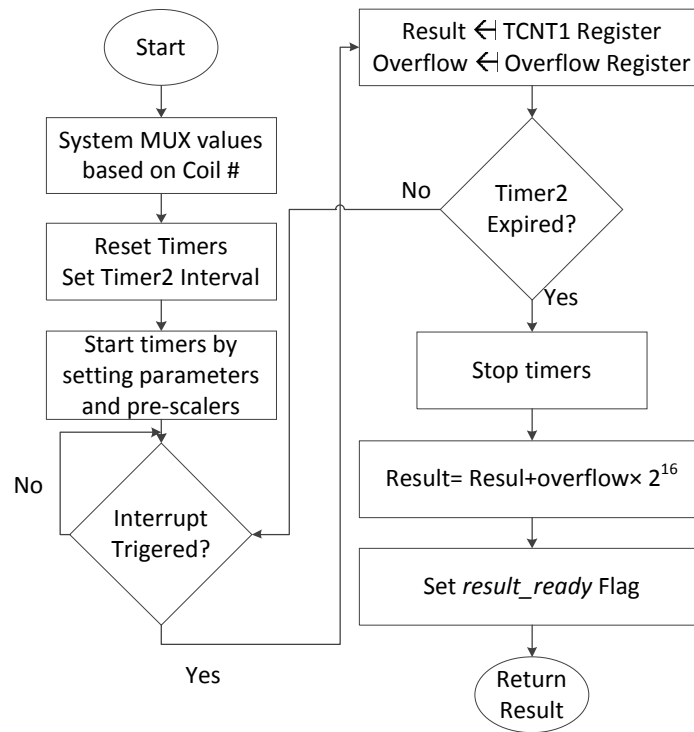 Start
System MUX values
based on Coil #
Reset Timers
Set Timer2 Interval
Start timers by
setting parameters
and pre-scalers
No
Interrupt
Trigered?
Yes
Result ← TCNT1 Register
Overflow ← Overflow Register
No
Timer2
Expired?
Yes
Stop timers
Result= Resul+overflow× 2^16
Set result_ready Flag
Return
Result